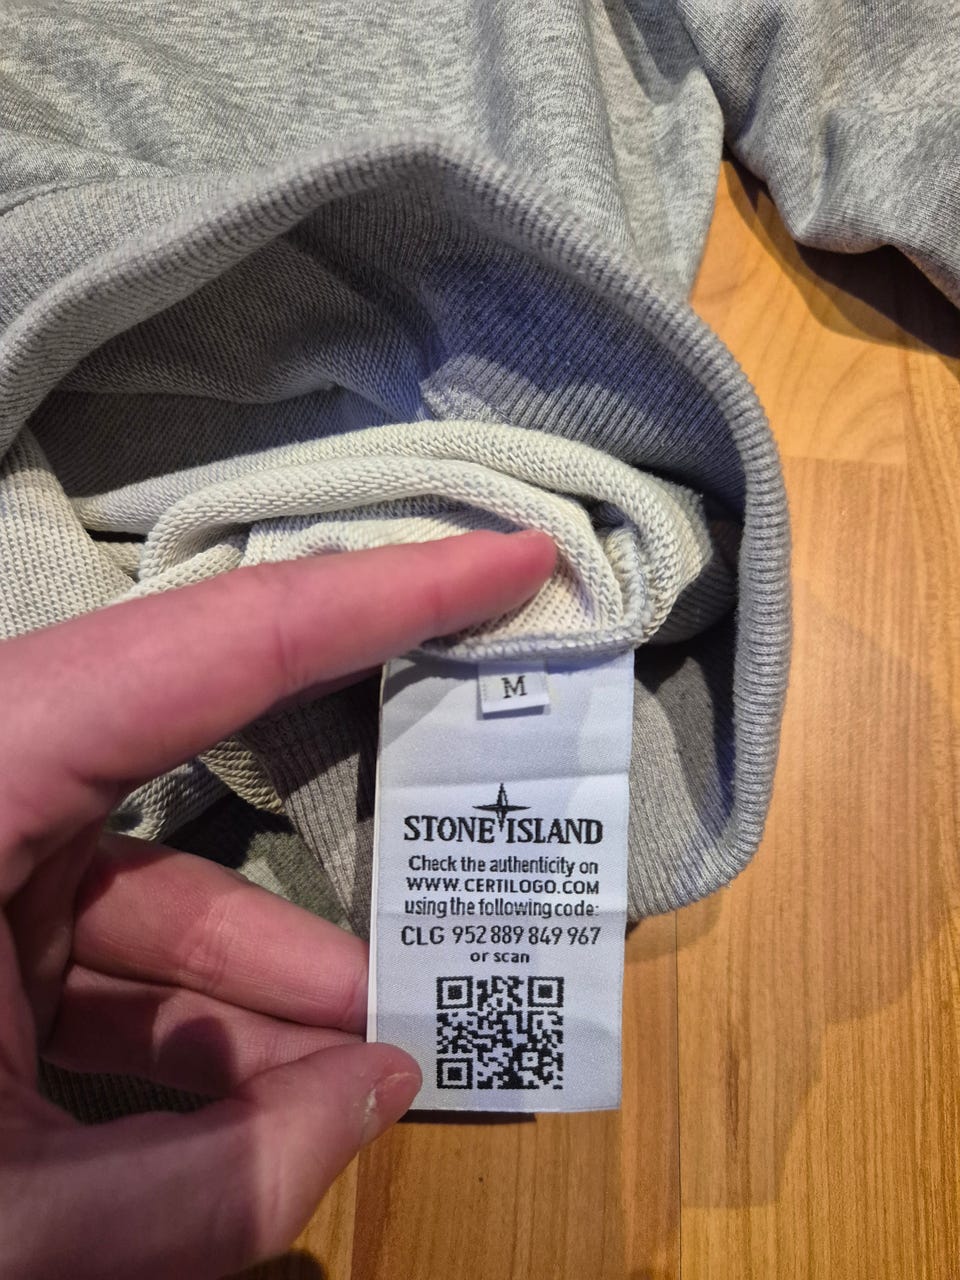 M
STONE ISLAND
Check the authenticity on
WWW.CERTILOGO.COM
using the following code:
CLG 952 889 849 967
or scan